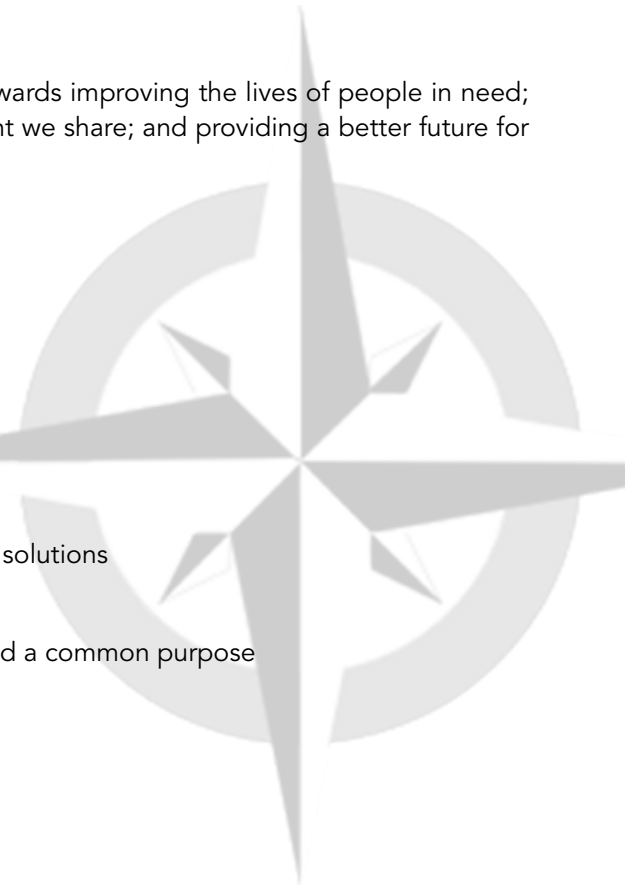 wards improving the lives of people in need;
nt we share; and providing a better future for
solutions
d a common purpose